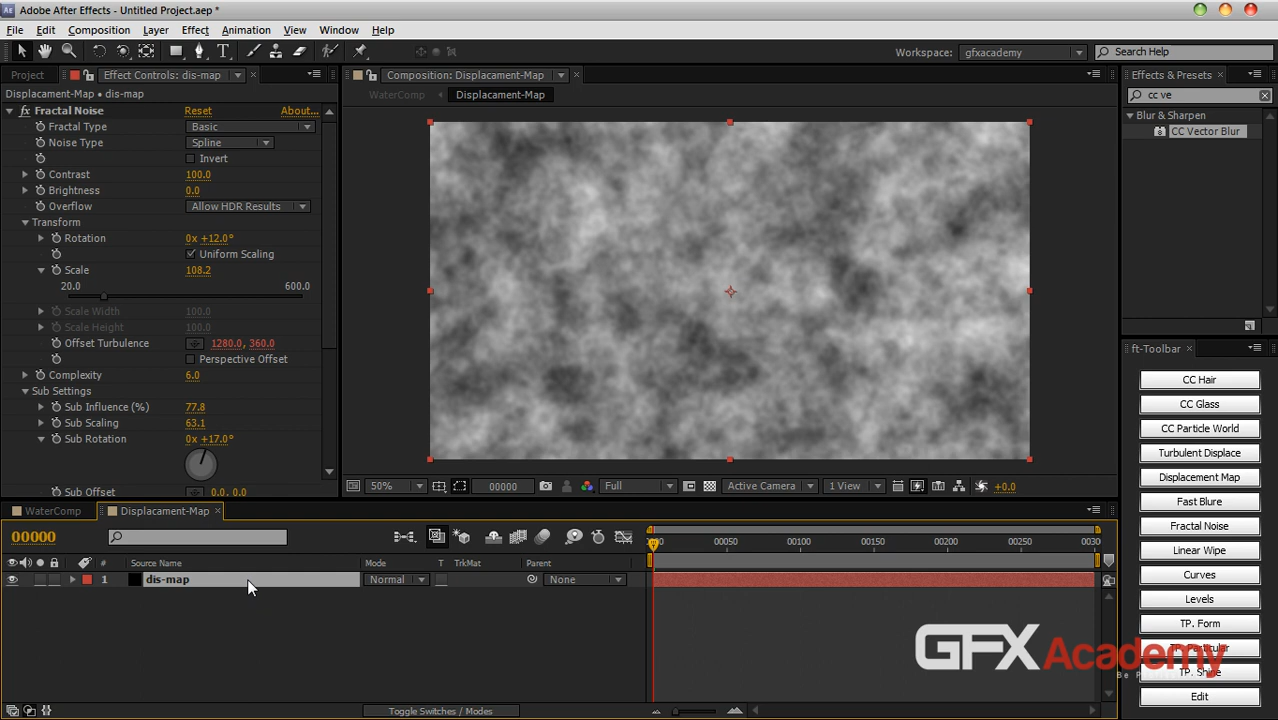 Adobe After Effects - Untitled Project.aep *
File Edit Composition Layer Effect Animation View Window Help
Workspace: gfxacademy Search Help
Project Effect Controls: dis-map Composition: Displacament-Map Effects & Presets
Displacament-Map • dis-map WaterComp Displacament-Map cc ve
fx Fractal Noise Reset About...
Blur & Sharpen
Fractal Type Basic
CC Vector Blur
Noise Type Spline
Invert
Contrast 100.0
Brightness 0.0
Overflow Allow HDR Results
Transform
Rotation 0x +12.0°
Uniform Scaling
Scale 108.2
20.0 600.0
Scale Width 100.0
Scale Height 100.0
Offset Turbulence 1280.0, 360.0
Perspective Offset
Complexity 6.0
Sub Settings
Sub Influence (%) 77.8
Sub Scaling 63.1
Sub Rotation 0x +17.0°
Sub Offset 0.0, 0.0
50% 00000 Full Active Camera 1 View +0.0
ft-Toolbar
CC Hair
CC Glass
CC Particle World
Turbulent Displace
Displacement Map
Fast Blure
Fractal Noise
Linear Wipe
Curves
Levels
TP. Form
TP. Particular
TP. Shine
Edit
WaterComp Displacament-Map
00000
00050 00100 00150 00200 00250 0030
# Source Name Mode T TrkMat Parent
1 dis-map Normal None
GFXAcademy
Toggle Switches / Modes